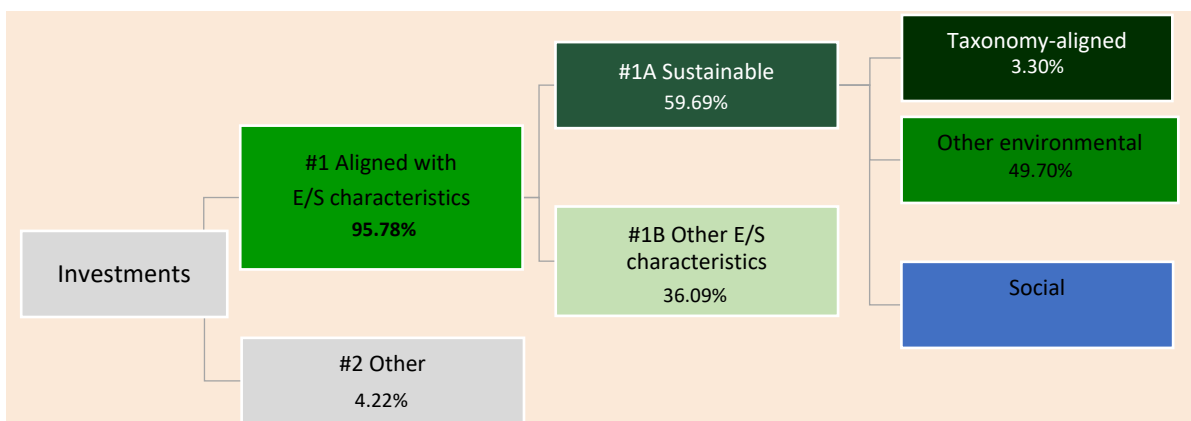 Investments
#1 Aligned with
E/S characteristics
95.78%
#2 Other
4.22%
#1A Sustainable
59.69%
#1B Other E/S
characteristics
36.09%
Taxonomy-aligned
3.30%
Other environmental
49.70%
Social